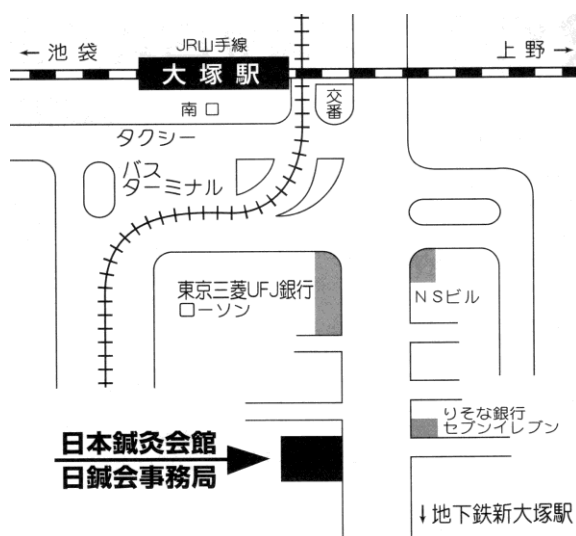 JR山手線
← 池袋
上野 →
大塚駅
南口
交番
タクシー
バス
ターミナル
東京三菱UFJ銀行
ローソン
NSビル
りそな銀行
セブンイレブン
日本鍼灸会館
日鍼会事務局
↓地下鉄新大塚駅